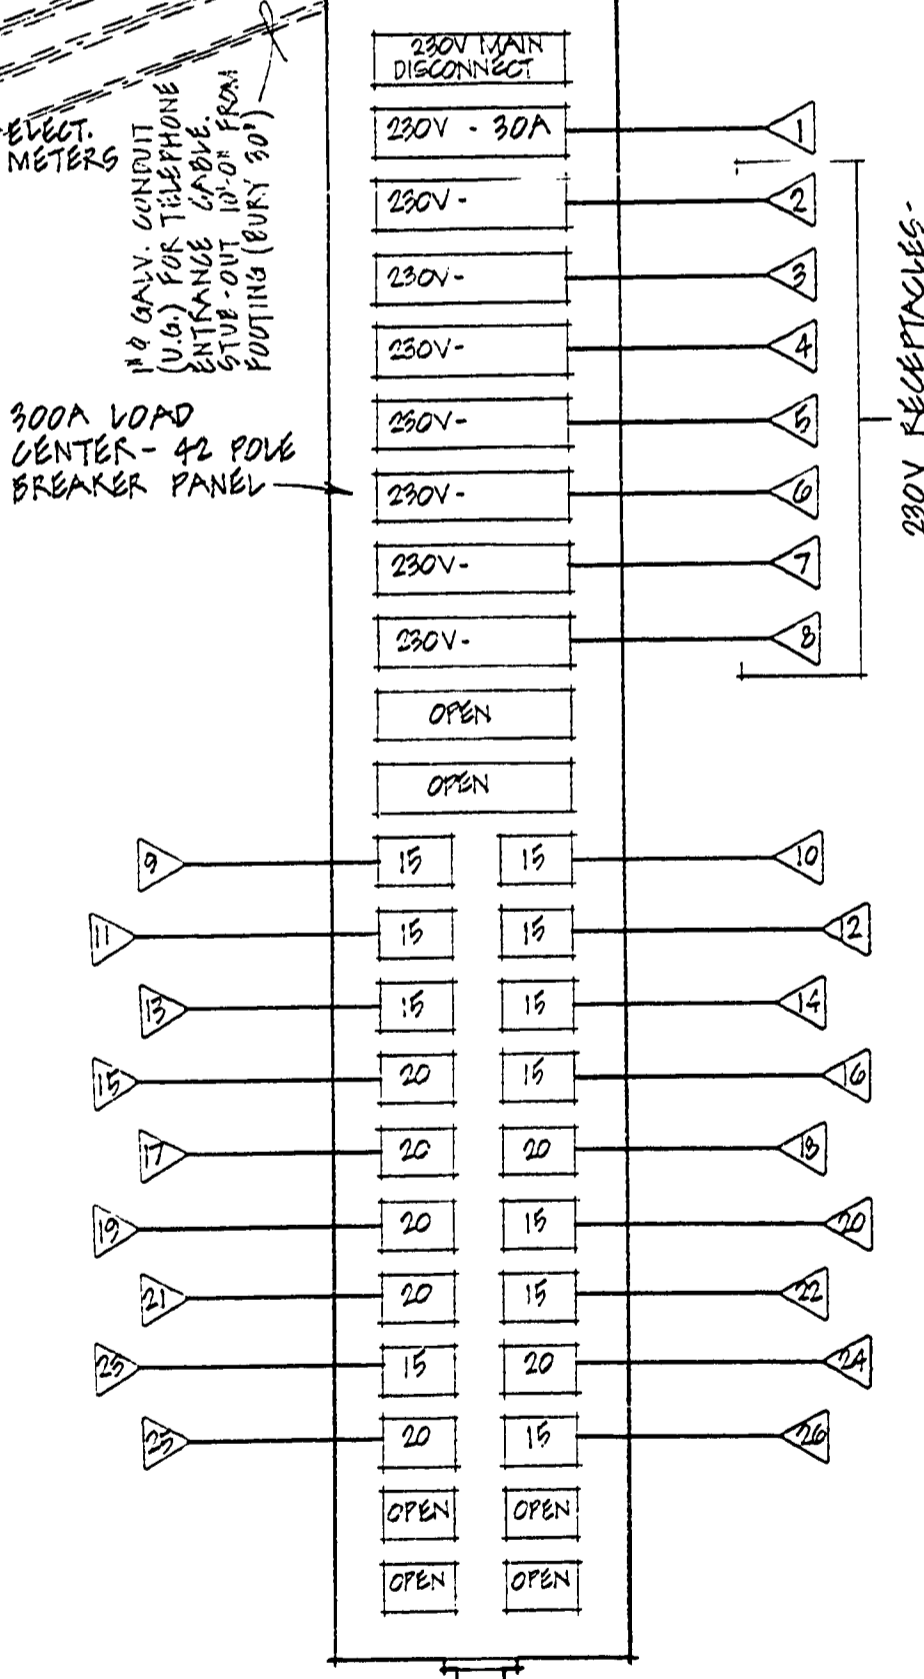 230V MAIN
DISCONNECT
230V - 30A
1
ELECT.
METERS
1"Φ GALV. CONDUIT
(U.G.) FOR TELEPHONE
ENTRANCE CABLE.
STUB-OUT 10'-0" FROM
FOOTING (BURY 30")
230V-
2
230V-
3
230V-
4
300A LOAD
CENTER - 42 POLE
BREAKER PANEL
230V-
5
230V-
6
230V-
7
230V-
8
230V RECEPTACLES-
OPEN
OPEN
9 15 15 10
11 15 15 12
13 15 15 14
15 20 15 16
17 20 20 18
19 20 15 20
21 20 15 22
23 15 20 24
25 20 15 26
OPEN OPEN
OPEN OPEN